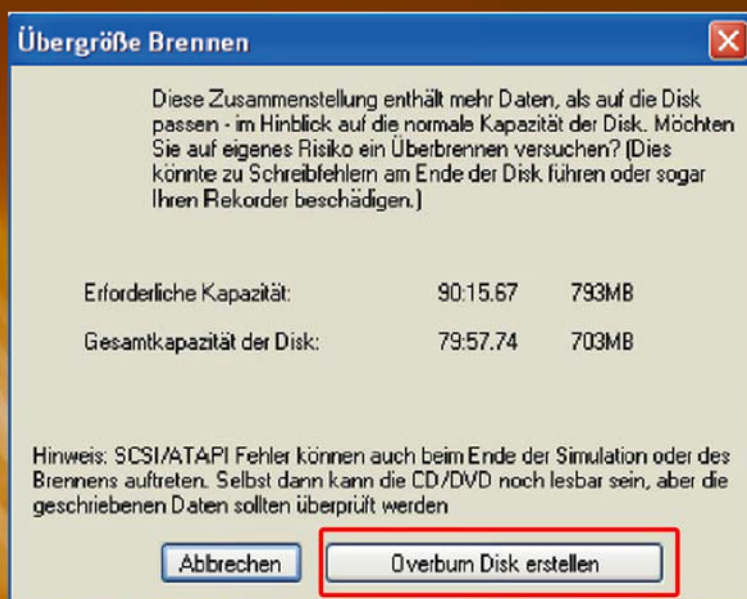 Übergröße Brennen
Diese Zusammenstellung enthält mehr Daten, als auf die Disk
passen - im Hinblick auf die normale Kapazität der Disk. Möchten
Sie auf eigenes Risiko ein Überbrennen versuchen? (Dies
könnte zu Schreibfehlern am Ende der Disk führen oder sogar
Ihren Rekorder beschädigen.)
Erforderliche Kapazität: 90:15.67 793MB
Gesamtkapazität der Disk: 79:57.74 703MB
Hinweis: SCSI/ATAPI Fehler können auch beim Ende der Simulation oder des
Brennens auftreten. Selbst dann kann die CD/DVD noch lesbar sein, aber die
geschriebenen Daten sollten überprüft werden
Abbrechen Overburn Disk erstellen